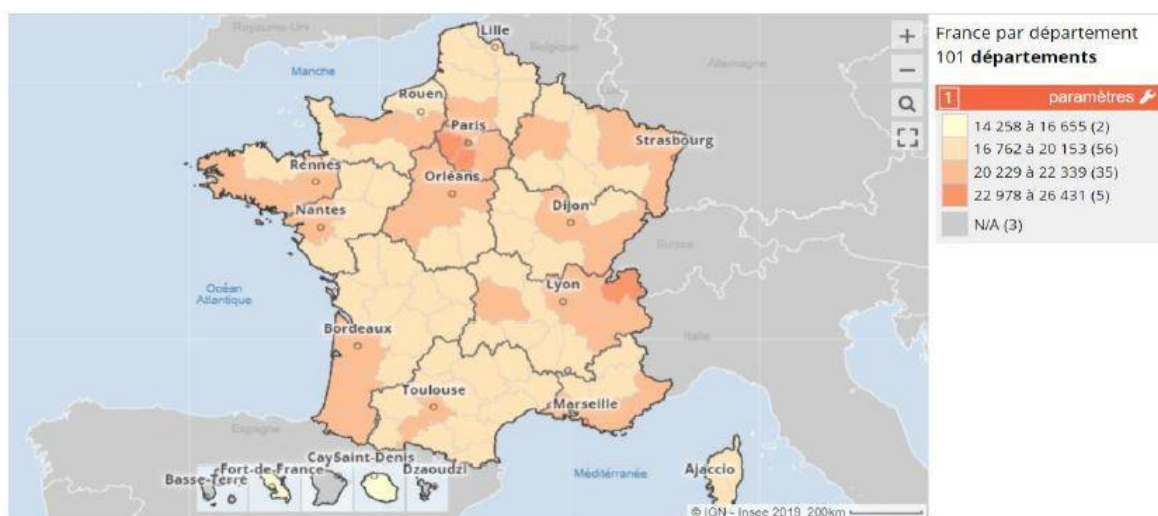 France par département
101 départements
1 paramètres
14 258 à 16 655 (2)
16 762 à 20 153 (56)
20 229 à 22 339 (35)
22 978 à 26 431 (5)
N/A (3)
Royaume-Uni
Lille
Belgique
Allemagne
Manche
Lux
Rouen
Paris
Strasbourg
Rennes
Orléans
Nantes
Dijon
Suisse
Océan
Atlantique
Lyon
Italie
Bordeaux
Toulouse
Marseille
Espagne
Basse-Terre
Fort-de-France
Cay
Saint-Denis
Dzaoudzi
Méditérranée
Ajaccio
© IGN - Insee 2019 200km